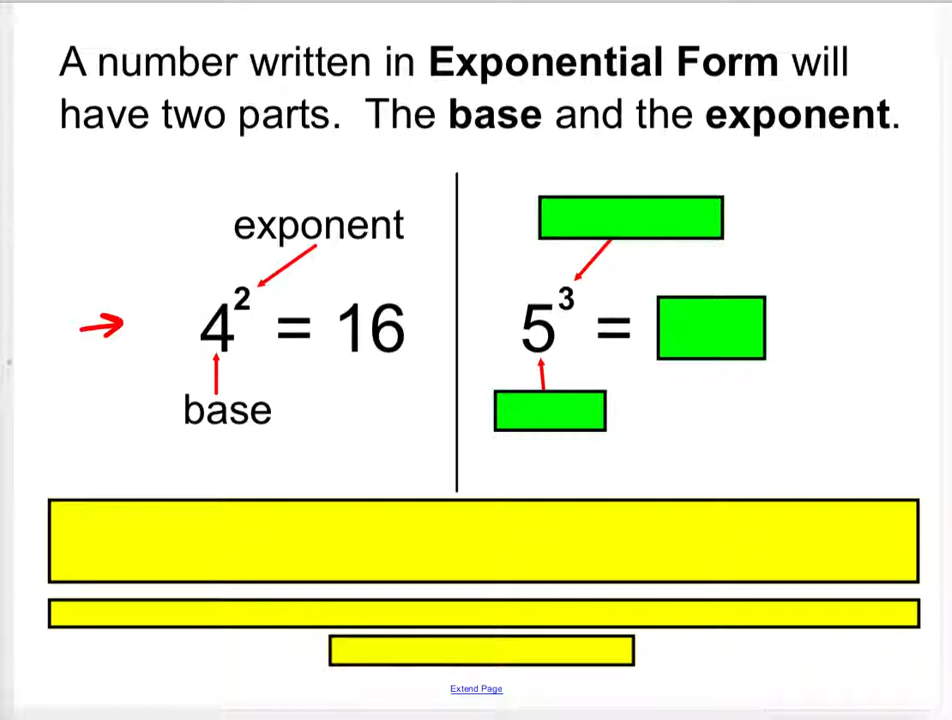 A number written in Exponential Form will
have two parts. The base and the exponent.
exponent
4² = 16
base
5³ =
Extend Page